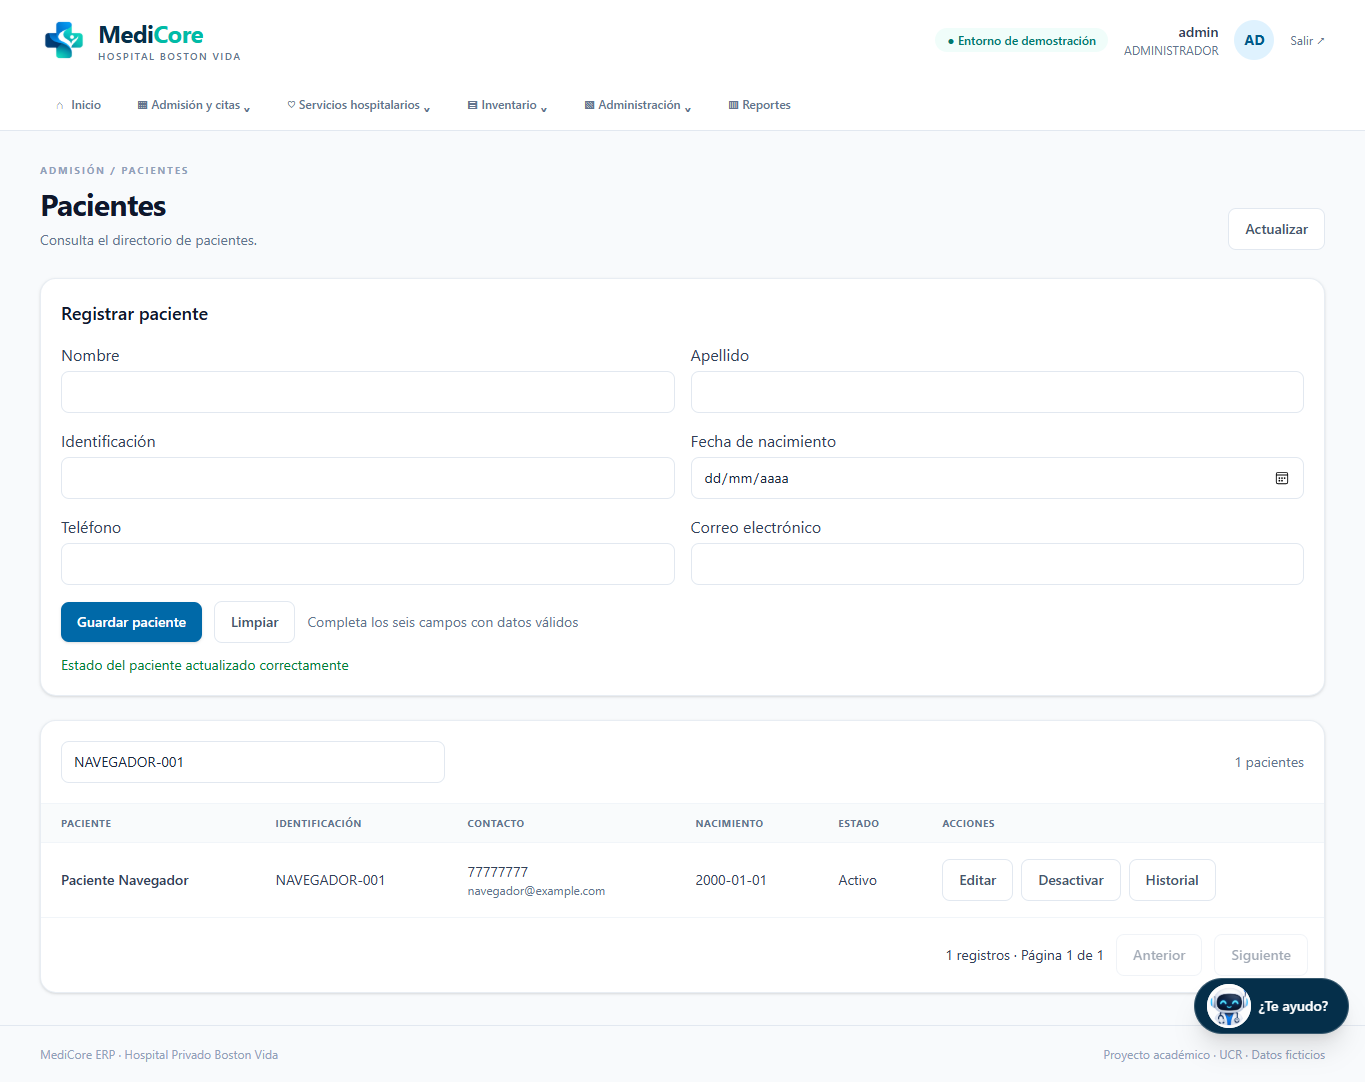 MediCore
HOSPITAL BOSTON VIDA
● Entorno de demostración
admin
ADMINISTRADOR
AD
Salir ↗
Inicio
Admisión y citas
Servicios hospitalarios
Inventario
Administración
Reportes
ADMISIÓN / PACIENTES
Pacientes
Consulta el directorio de pacientes.
Actualizar
Registrar paciente
Nombre
Apellido
Identificación
Fecha de nacimiento
dd/mm/aaaa
Teléfono
Correo electrónico
Guardar paciente
Limpiar
Completa los seis campos con datos válidos
Estado del paciente actualizado correctamente
NAVEGADOR-001
1 pacientes
PACIENTE IDENTIFICACIÓN CONTACTO NACIMIENTO ESTADO ACCIONES
Paciente Navegador NAVEGADOR-001 77777777 2000-01-01 Activo Editar Desactivar Historial
navegador@example.com
1 registros · Página 1 de 1 Anterior Siguiente
¿Te ayudo?
MediCore ERP · Hospital Privado Boston Vida
Proyecto académico · UCR · Datos ficticios